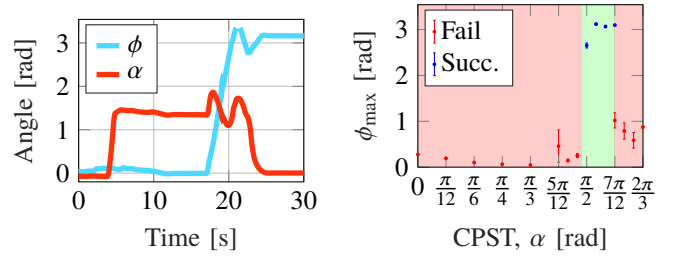 Angle [rad]
3
2
1
0
ϕ
α
0 10 20 30
Time [s]
ϕmax [rad]
3
2
1
0
Fail
Succ.
0 π/12 π/6 π/4 π/3 5π/12 π/2 7π/12 2π/3
CPST, α [rad]